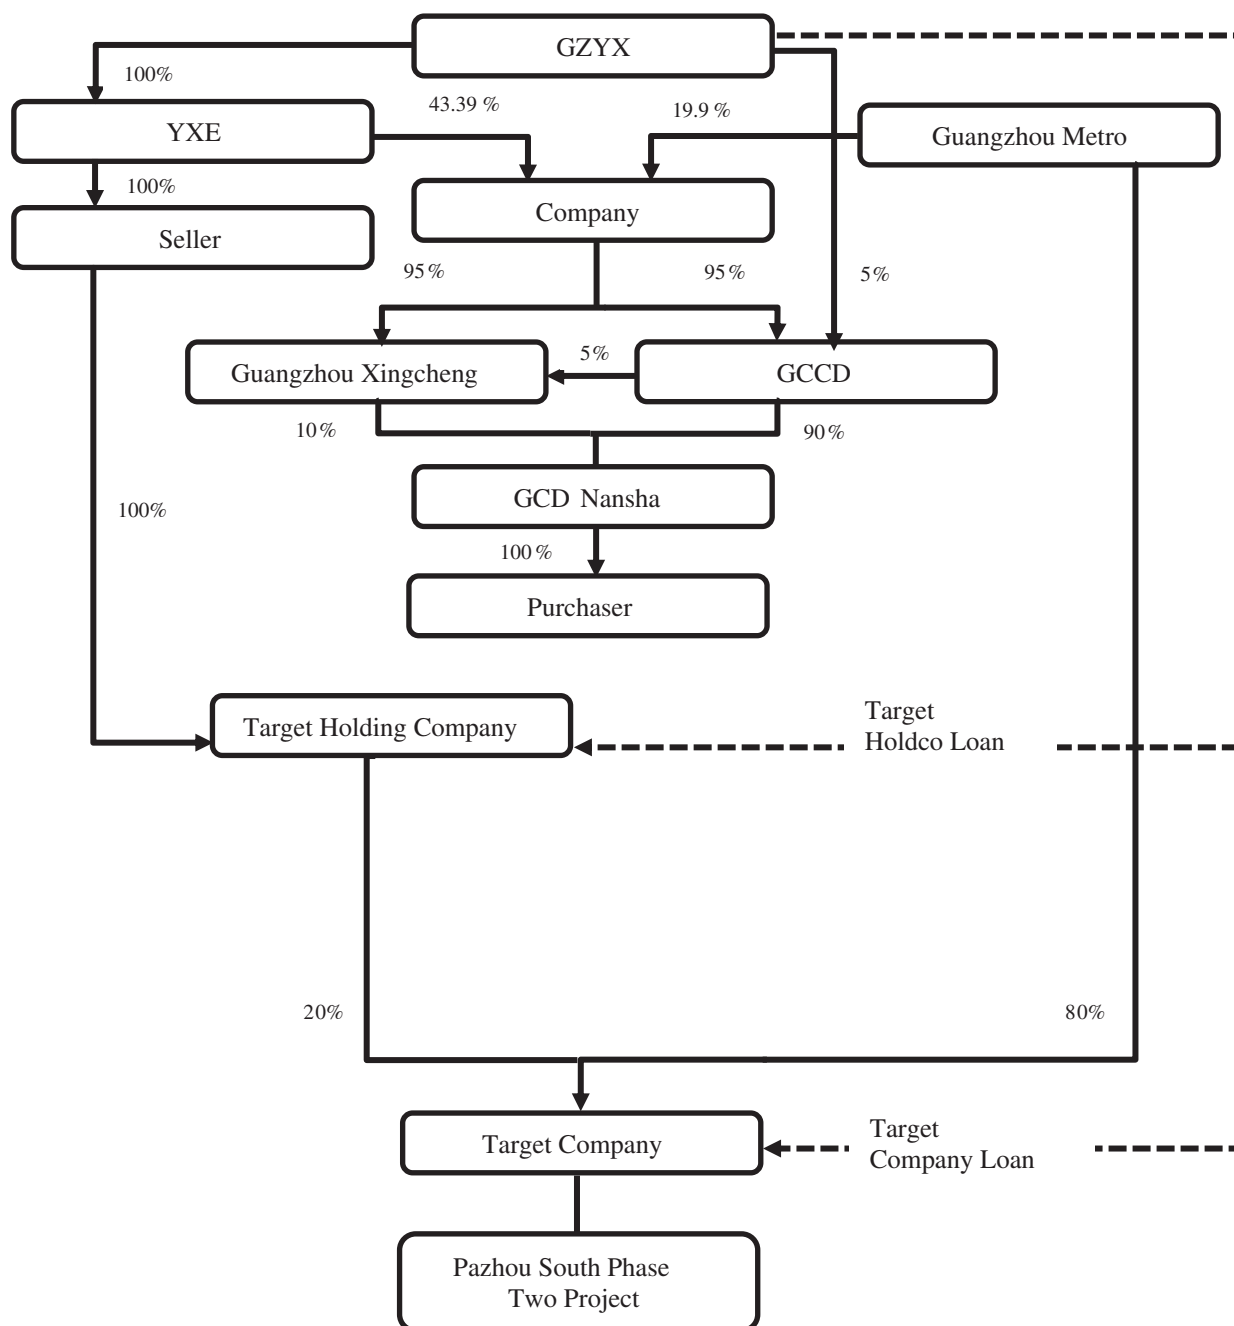 GZYX
100%
43.39 %
19.9 %
YXE
Guangzhou Metro
100%
Company
Seller
95%
95%
5%
5%
Guangzhou Xingcheng
GCCD
10%
90%
GCD Nansha
100%
100 %
Purchaser
Target
Holdco Loan
Target Holding Company
20%
80%
Target
Company Loan
Target Company
Pazhou South Phase
Two Project